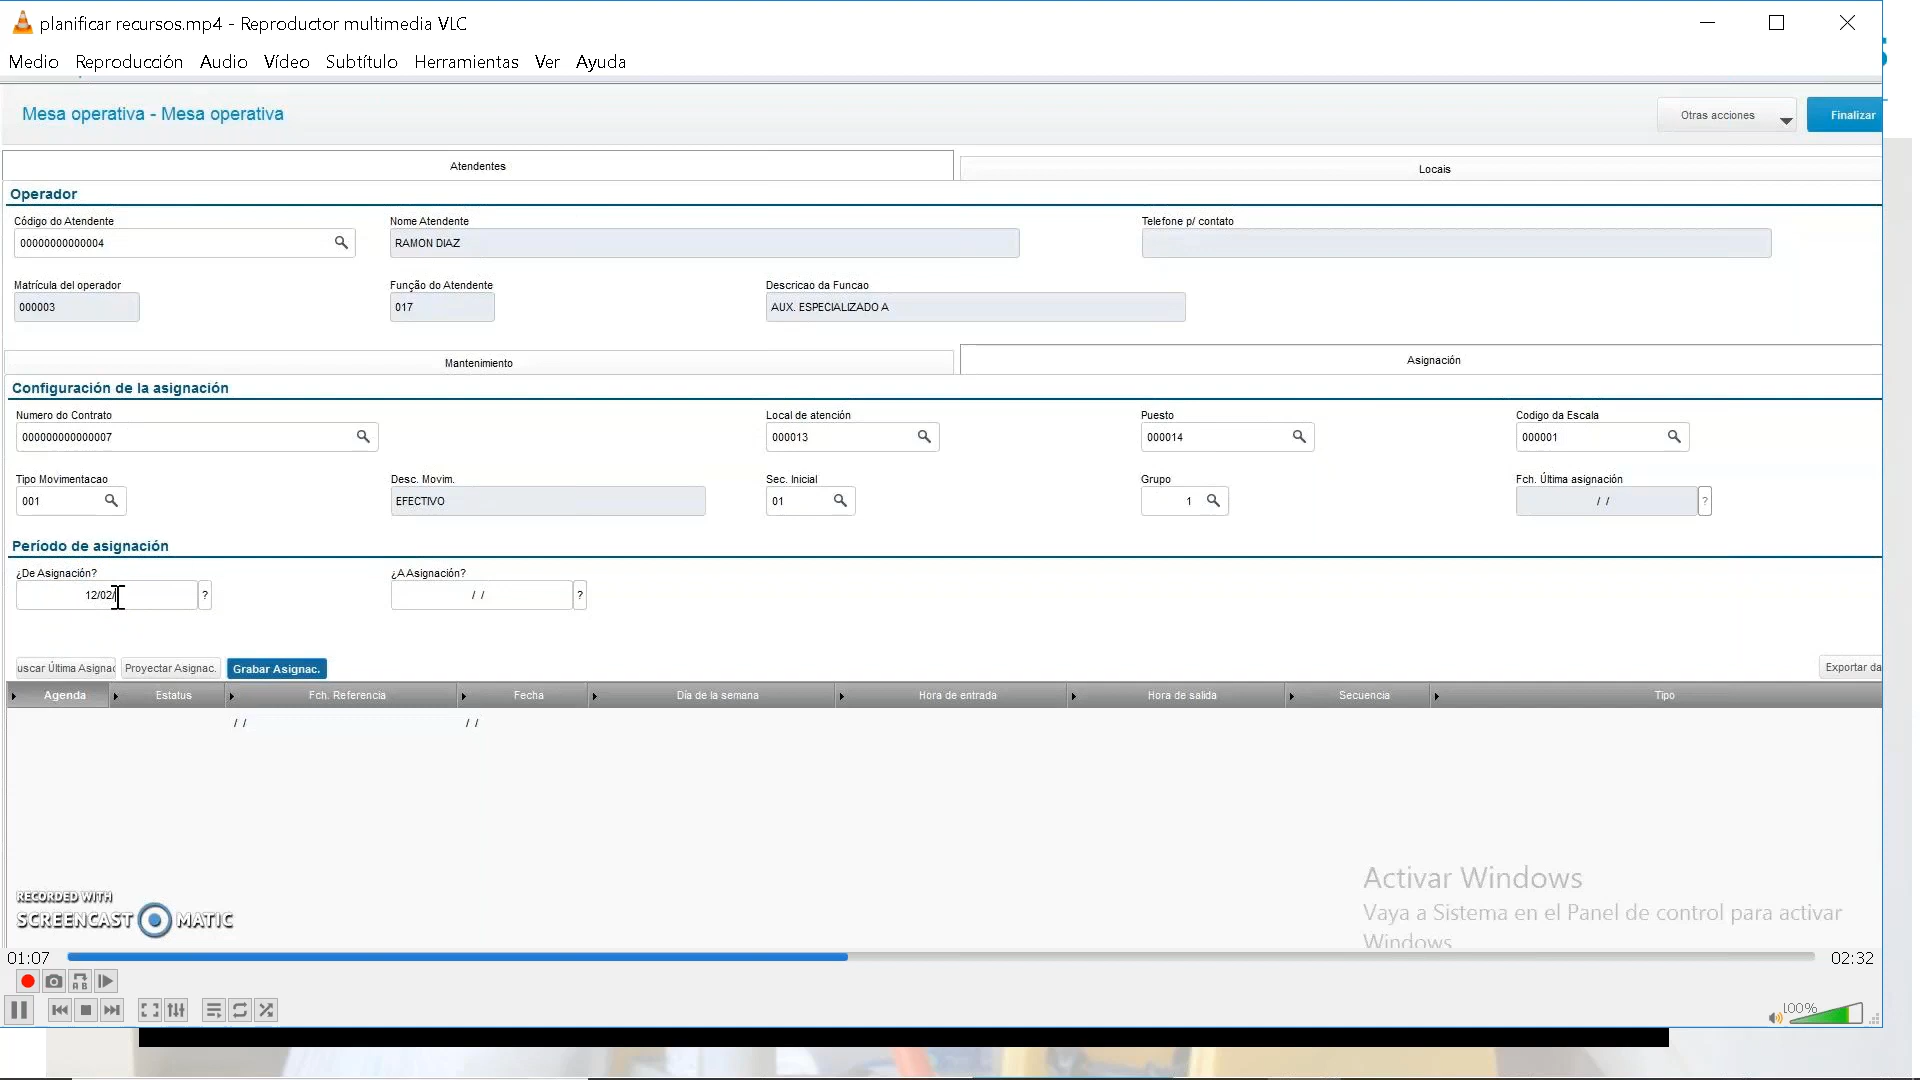 planificar recursos.mp4 - Reproductor multimedia VLC
Medio Reproducción Audio Vídeo Subtítulo Herramientas Ver Ayuda
Mesa operativa - Mesa operativa
Otras acciones
Finalizar
Atendentes
Locais
Operador
Código do Atendente
Nome Atendente
Telefone p/ contato
00000000000004
RAMON DIAZ
Matrícula del operador
Função do Atendente
Descricao da Funcao
000003
017
AUX. ESPECIALIZADO A
Mantenimiento
Asignación
Configuración de la asignación
Numero do Contrato
Local de atención
Puesto
Codigo da Escala
000000000000007
000013
000014
000001
Tipo Movimentacao
Desc. Movim.
Sec. Inicial
Grupo
Fch. Última asignación
001
EFECTIVO
01
1
/ /
?
Período de asignación
¿De Asignación?
¿A Asignación?
12/02/
?
/ /
?
uscar Última Asignac
Proyectar Asignac.
Grabar Asignac.
Exportar da
Agenda
Estatus
Fch. Referencia
Fecha
Día de la semana
Hora de entrada
Hora de salida
Secuencia
Tipo
/ /
/ /
Activar Windows
Vaya a Sistema en el Panel de control para activar
Windows
RECORDED WITH
SCREENCAST MATIC
01:07
02:32
100%